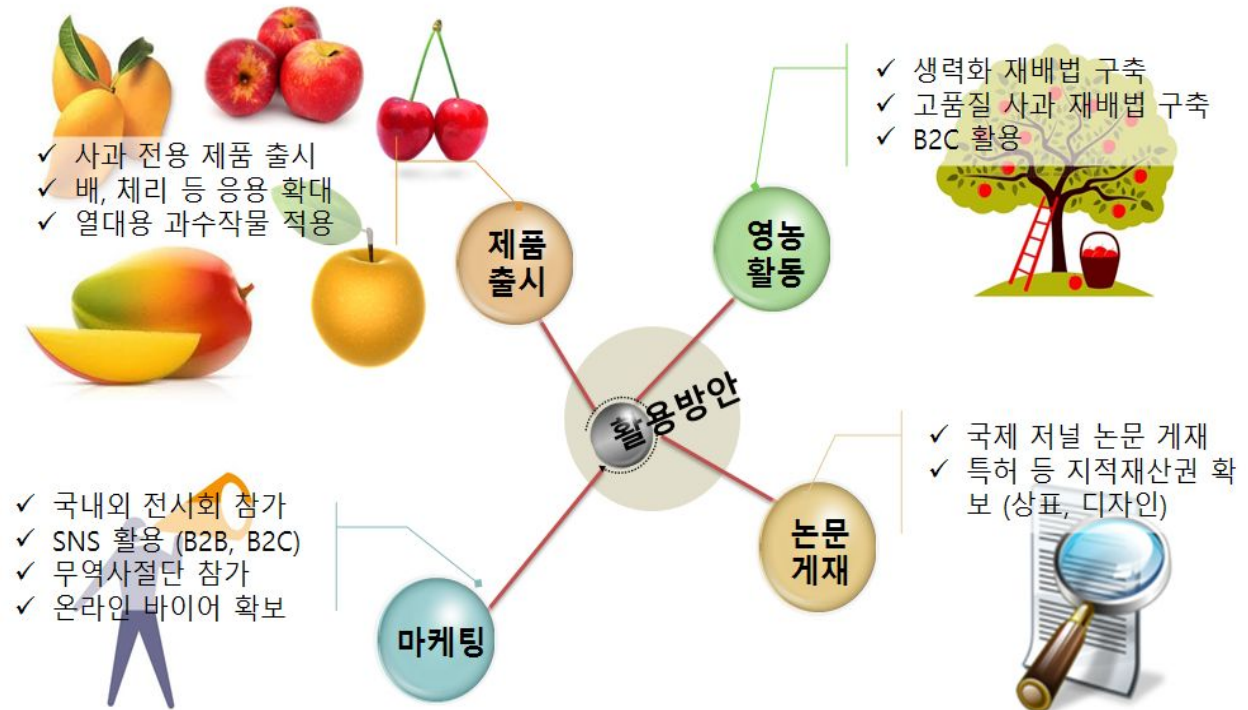 ✓ 사과 전용 제품 출시
✓ 배, 체리 등 응용 확대
✓ 열대용 과수작물 적용
제품
출시
영농
활동
✓ 생력화 재배법 구축
✓ 고품질 사과 재배법 구축
✓ B2C 활용
활용방안
✓ 국내외 전시회 참가
✓ SNS 활용 (B2B, B2C)
✓ 무역사절단 참가
✓ 온라인 바이어 확보
마케팅
논문
게재
✓ 국제 저널 논문 게재
✓ 특허 등 지적재산권 확
보 (상표, 디자인)